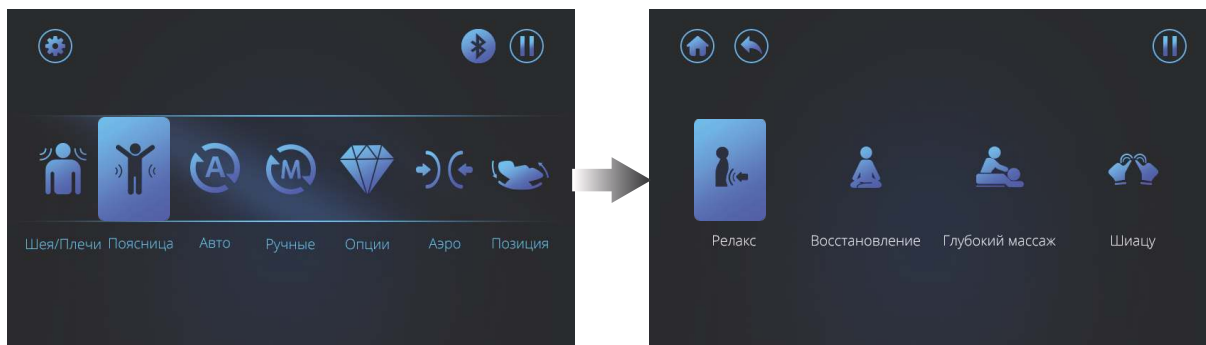 Шея/Плечи Поясница Авто Ручные Опции Аэро Позиция
Релакс Восстановление Глубокий массаж Шиацу